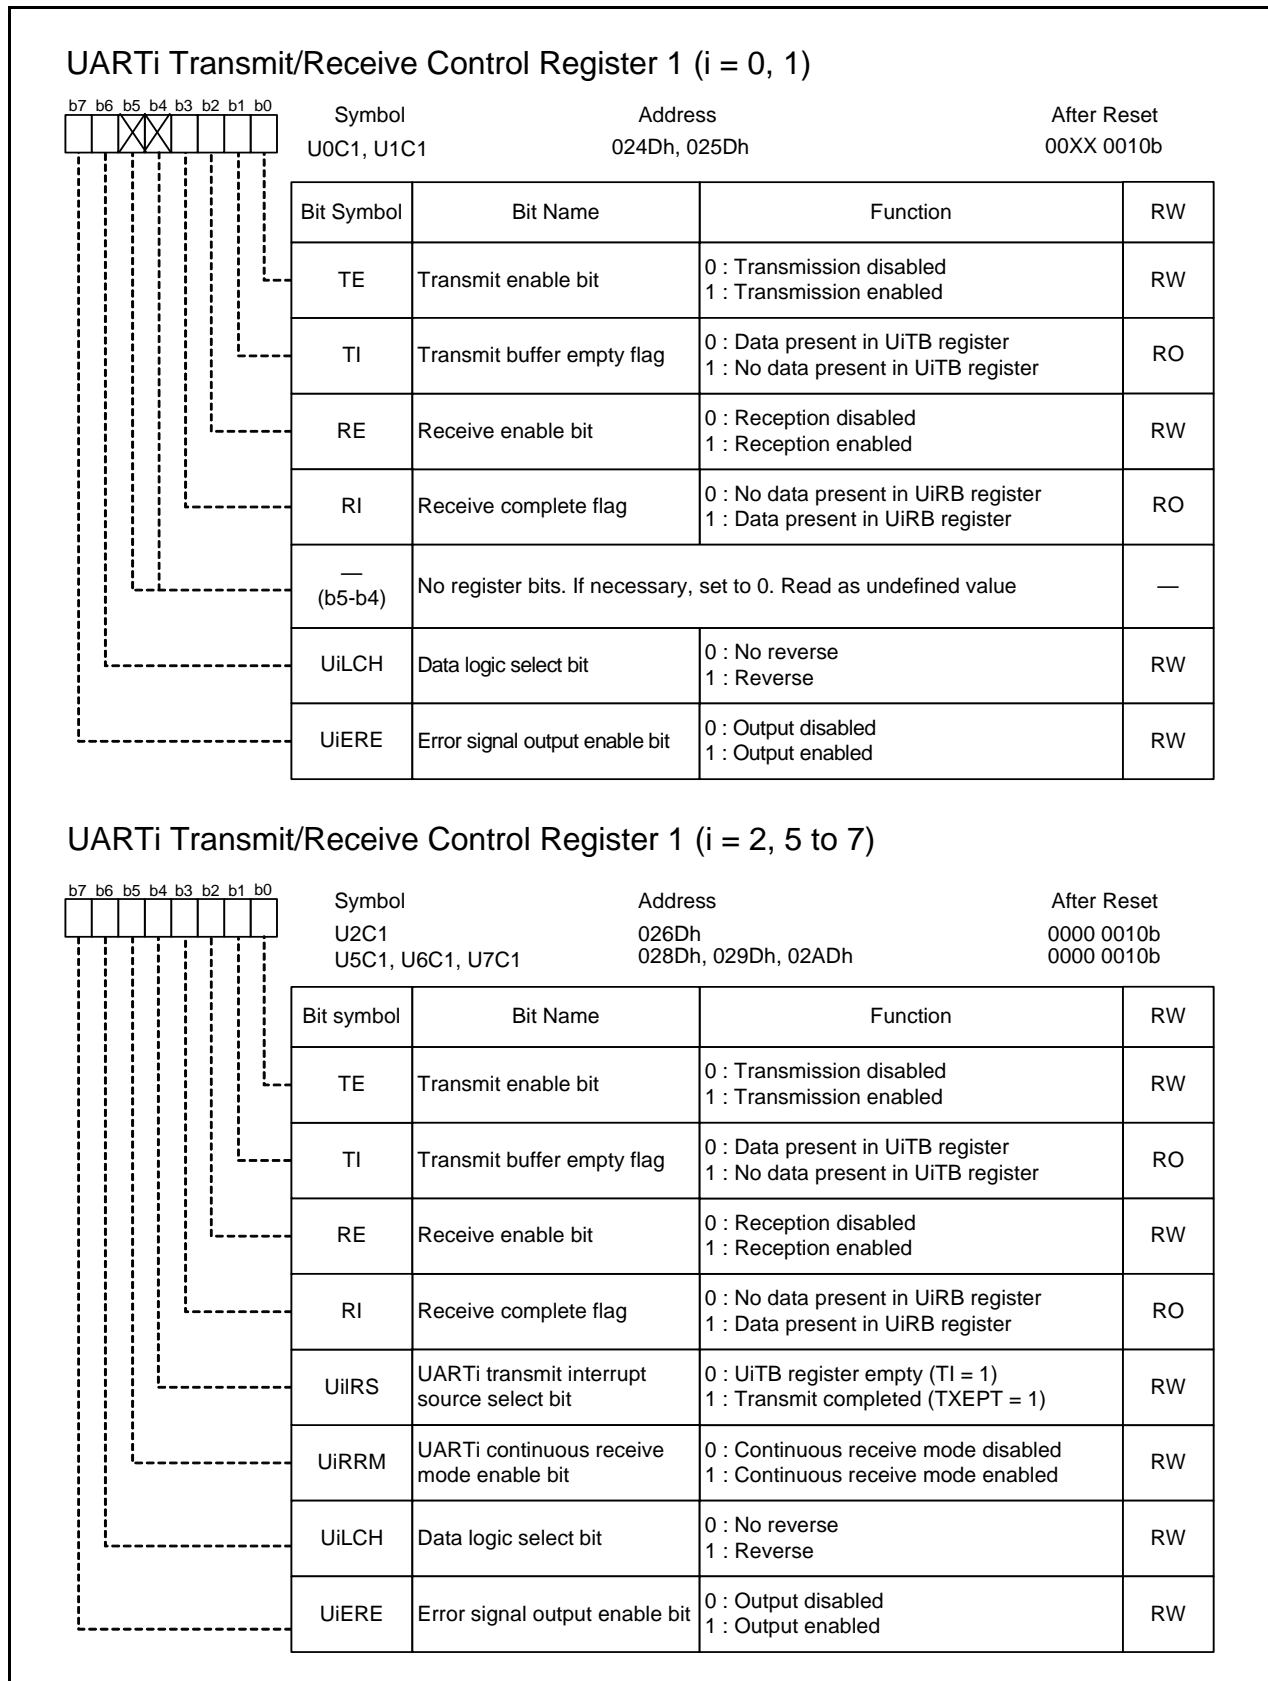 UARTi Transmit/Receive Control Register 1 (i = 0, 1)
b7 b6 b5 b4 b3 b2 b1 b0
Symbol Address After Reset
U0C1, U1C1 024Dh, 025Dh 00XX 0010b
Bit Symbol Bit Name Function RW
TE Transmit enable bit 0 : Transmission disabled RW
1 : Transmission enabled
TI Transmit buffer empty flag 0 : Data present in UiTB register RO
1 : No data present in UiTB register
RE Receive enable bit 0 : Reception disabled RW
1 : Reception enabled
RI Receive complete flag 0 : No data present in UiRB register RO
1 : Data present in UiRB register
—
(b5-b4) No register bits. If necessary, set to 0. Read as undefined value —
UiLCH Data logic select bit 0 : No reverse RW
1 : Reverse
UiERE Error signal output enable bit 0 : Output disabled RW
1 : Output enabled
UARTi Transmit/Receive Control Register 1 (i = 2, 5 to 7)
b7 b6 b5 b4 b3 b2 b1 b0
Symbol Address After Reset
U2C1 026Dh 0000 0010b
U5C1, U6C1, U7C1 028Dh, 029Dh, 02ADh 0000 0010b
Bit symbol Bit Name Function RW
TE Transmit enable bit 0 : Transmission disabled RW
1 : Transmission enabled
TI Transmit buffer empty flag 0 : Data present in UiTB register RO
1 : No data present in UiTB register
RE Receive enable bit 0 : Reception disabled RW
1 : Reception enabled
RI Receive complete flag 0 : No data present in UiRB register RO
1 : Data present in UiRB register
UiIRS UARTi transmit interrupt source select bit 0 : UiTB register empty (TI = 1) RW
1 : Transmit completed (TXEPT = 1)
UiRRM UARTi continuous receive mode enable bit 0 : Continuous receive mode disabled RW
1 : Continuous receive mode enabled
UiLCH Data logic select bit 0 : No reverse RW
1 : Reverse
UiERE Error signal output enable bit 0 : Output disabled RW
1 : Output enabled